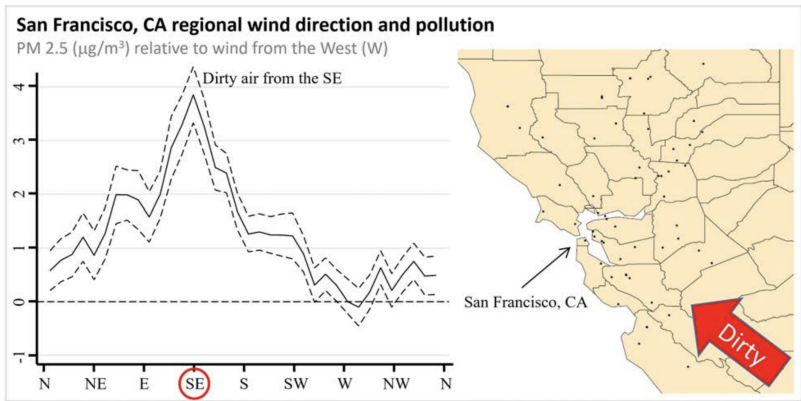 San Francisco, CA regional wind direction and pollution
PM 2.5 (μg/m³) relative to wind from the West (W)
Dirty air from the SE
4
3
2
1
0
-1
N NE E SE S SW W NW N
San Francisco, CA
Dirty